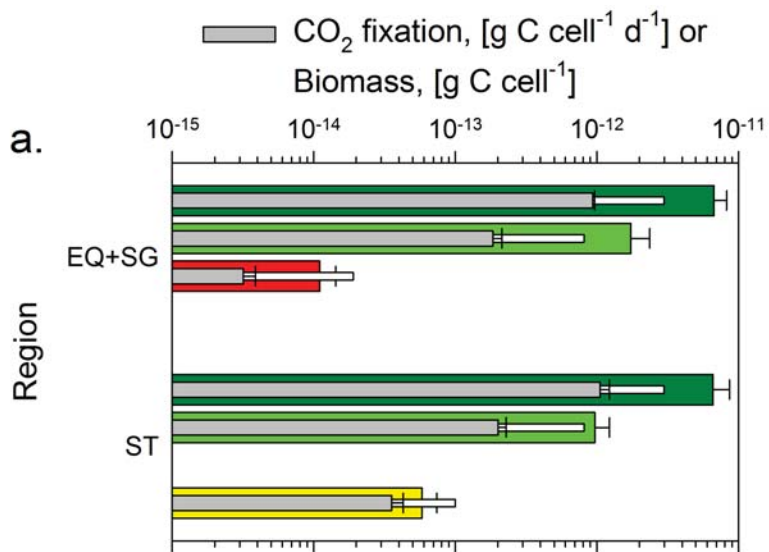 CO₂ fixation, [g C cell⁻¹ d⁻¹] or
Biomass, [g C cell⁻¹]
a.
10⁻¹⁵ 10⁻¹⁴ 10⁻¹³ 10⁻¹² 10⁻¹¹
EQ+SG
Region
ST